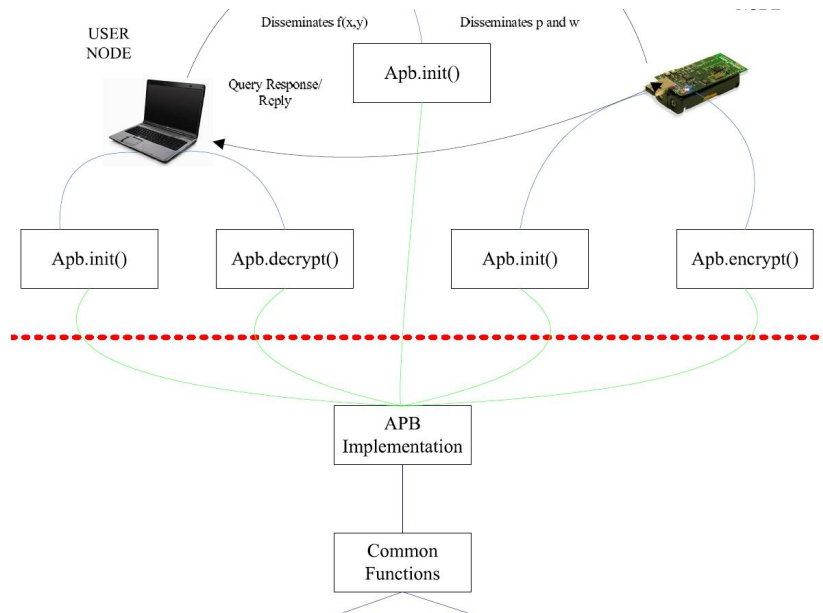 Disseminates f(x,y)
Disseminates p and w
USER
NODE
Apb.init()
Query Response/
Reply
Apb.init()
Apb.decrypt()
Apb.init()
Apb.encrypt()
APB
Implementation
Common
Functions